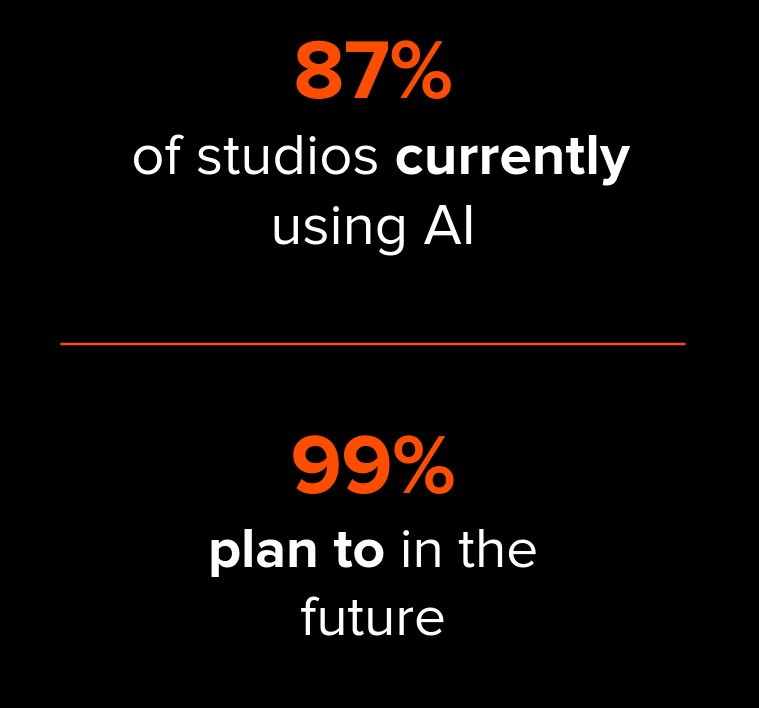 87%
of studios currently
using AI
99%
plan to in the
future